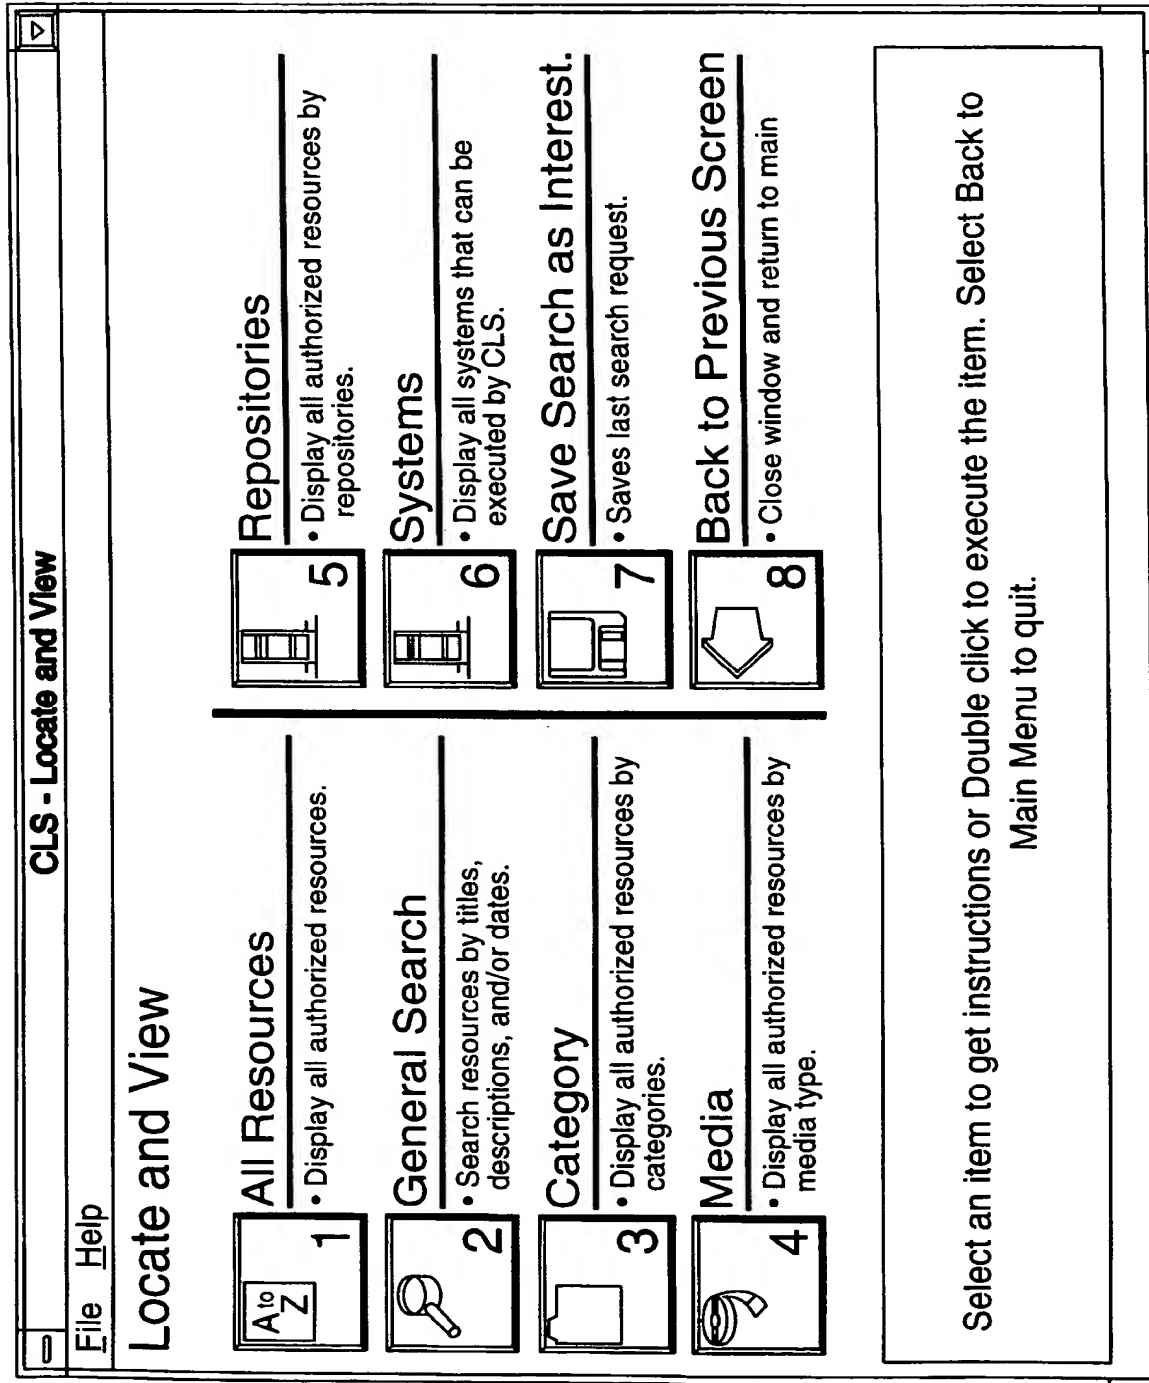 CLS - Locate and View
File Help
Locate and View
A to
Z
1
All Resources
• Display all authorized resources.
2
General Search
• Search resources by titles,
descriptions, and/or dates.
3
Category
• Display all authorized resources by
categories.
4
Media
• Display all authorized resources by
media type.
5
Repositories
• Display all authorized resources by
repositories.
6
Systems
• Display all systems that can be
executed by CLS.
7
Save Search as Interest.
• Saves last search request.
8
Back to Previous Screen
• Close window and return to main
Select an item to get instructions or Double click to execute the item. Select Back to
Main Menu to quit.